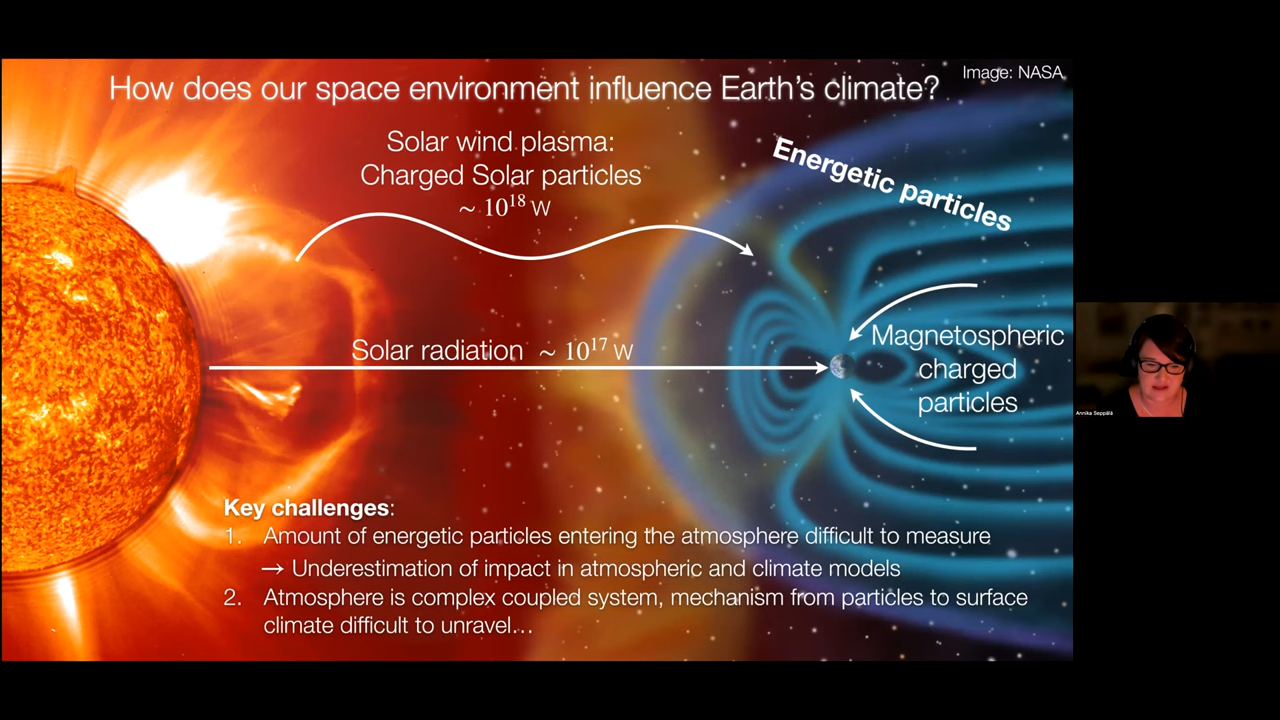 How does our space environment influence Earth's climate?
Image: NASA
Solar wind plasma:
Charged Solar particles
~ 10¹⁸ W
Energetic particles
Solar radiation ~ 10¹⁷ W
Magnetospheric
charged
particles
Key challenges:
1. Amount of energetic particles entering the atmosphere difficult to measure
→ Underestimation of impact in atmospheric and climate models
2. Atmosphere is complex coupled system, mechanism from particles to surface
climate difficult to unravel…
Annika Seppälä